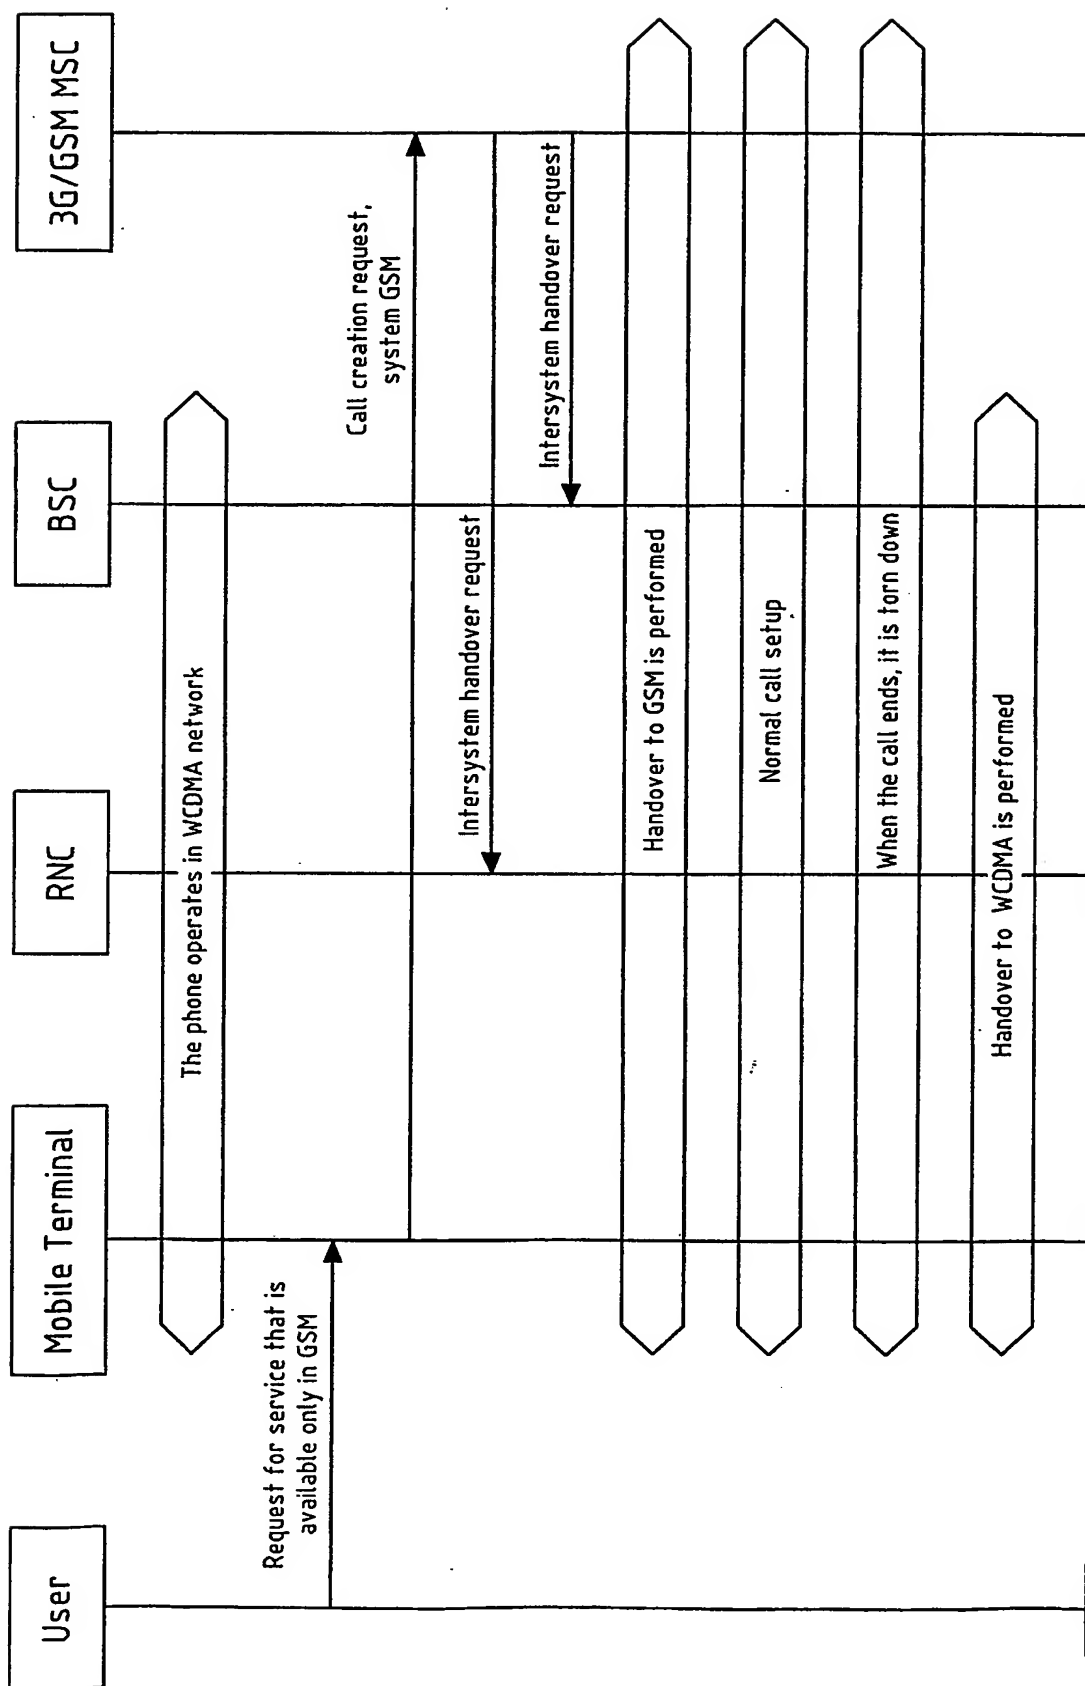 User
Mobile Terminal
RNC
BSC
3G/GSM MSC
The phone operates in WCDMA network
Request for service that is
available only in GSM
Call creation request,
system GSM
Intersystem handover request
Intersystem handover request
Handover to GSM is performed
Normal call setup
When the call ends, it is torn down
Handover to WCDMA is performed